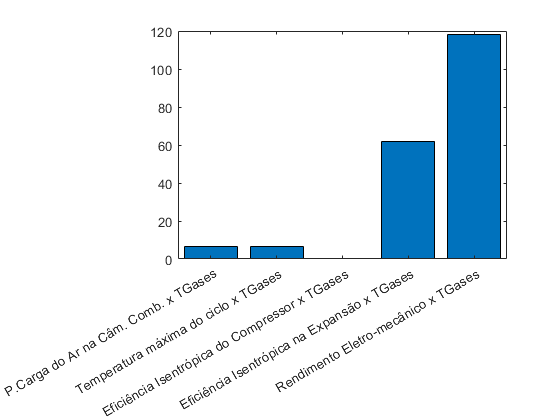 120
100
80
60
40
20
0
P.Carga do Ar na Câm. Comb. x TGases
Temperatura máxima do ciclo x TGases
Eficiência Isentrópica do Compressor x TGases
Eficiência Isentrópica na Expansão x TGases
Rendimento Eletro-mecânico x TGases